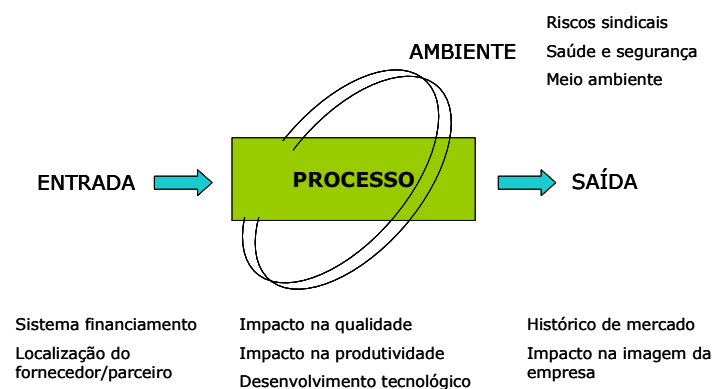 Riscos sindicais
AMBIENTE
Saúde e segurança
Meio ambiente
ENTRADA
PROCESSO
SAÍDA
Sistema financiamento
Localização do
fornecedor/parceiro
Impacto na qualidade
Impacto na produtividade
Desenvolvimento tecnológico
Histórico de mercado
Impacto na imagem da
empresa